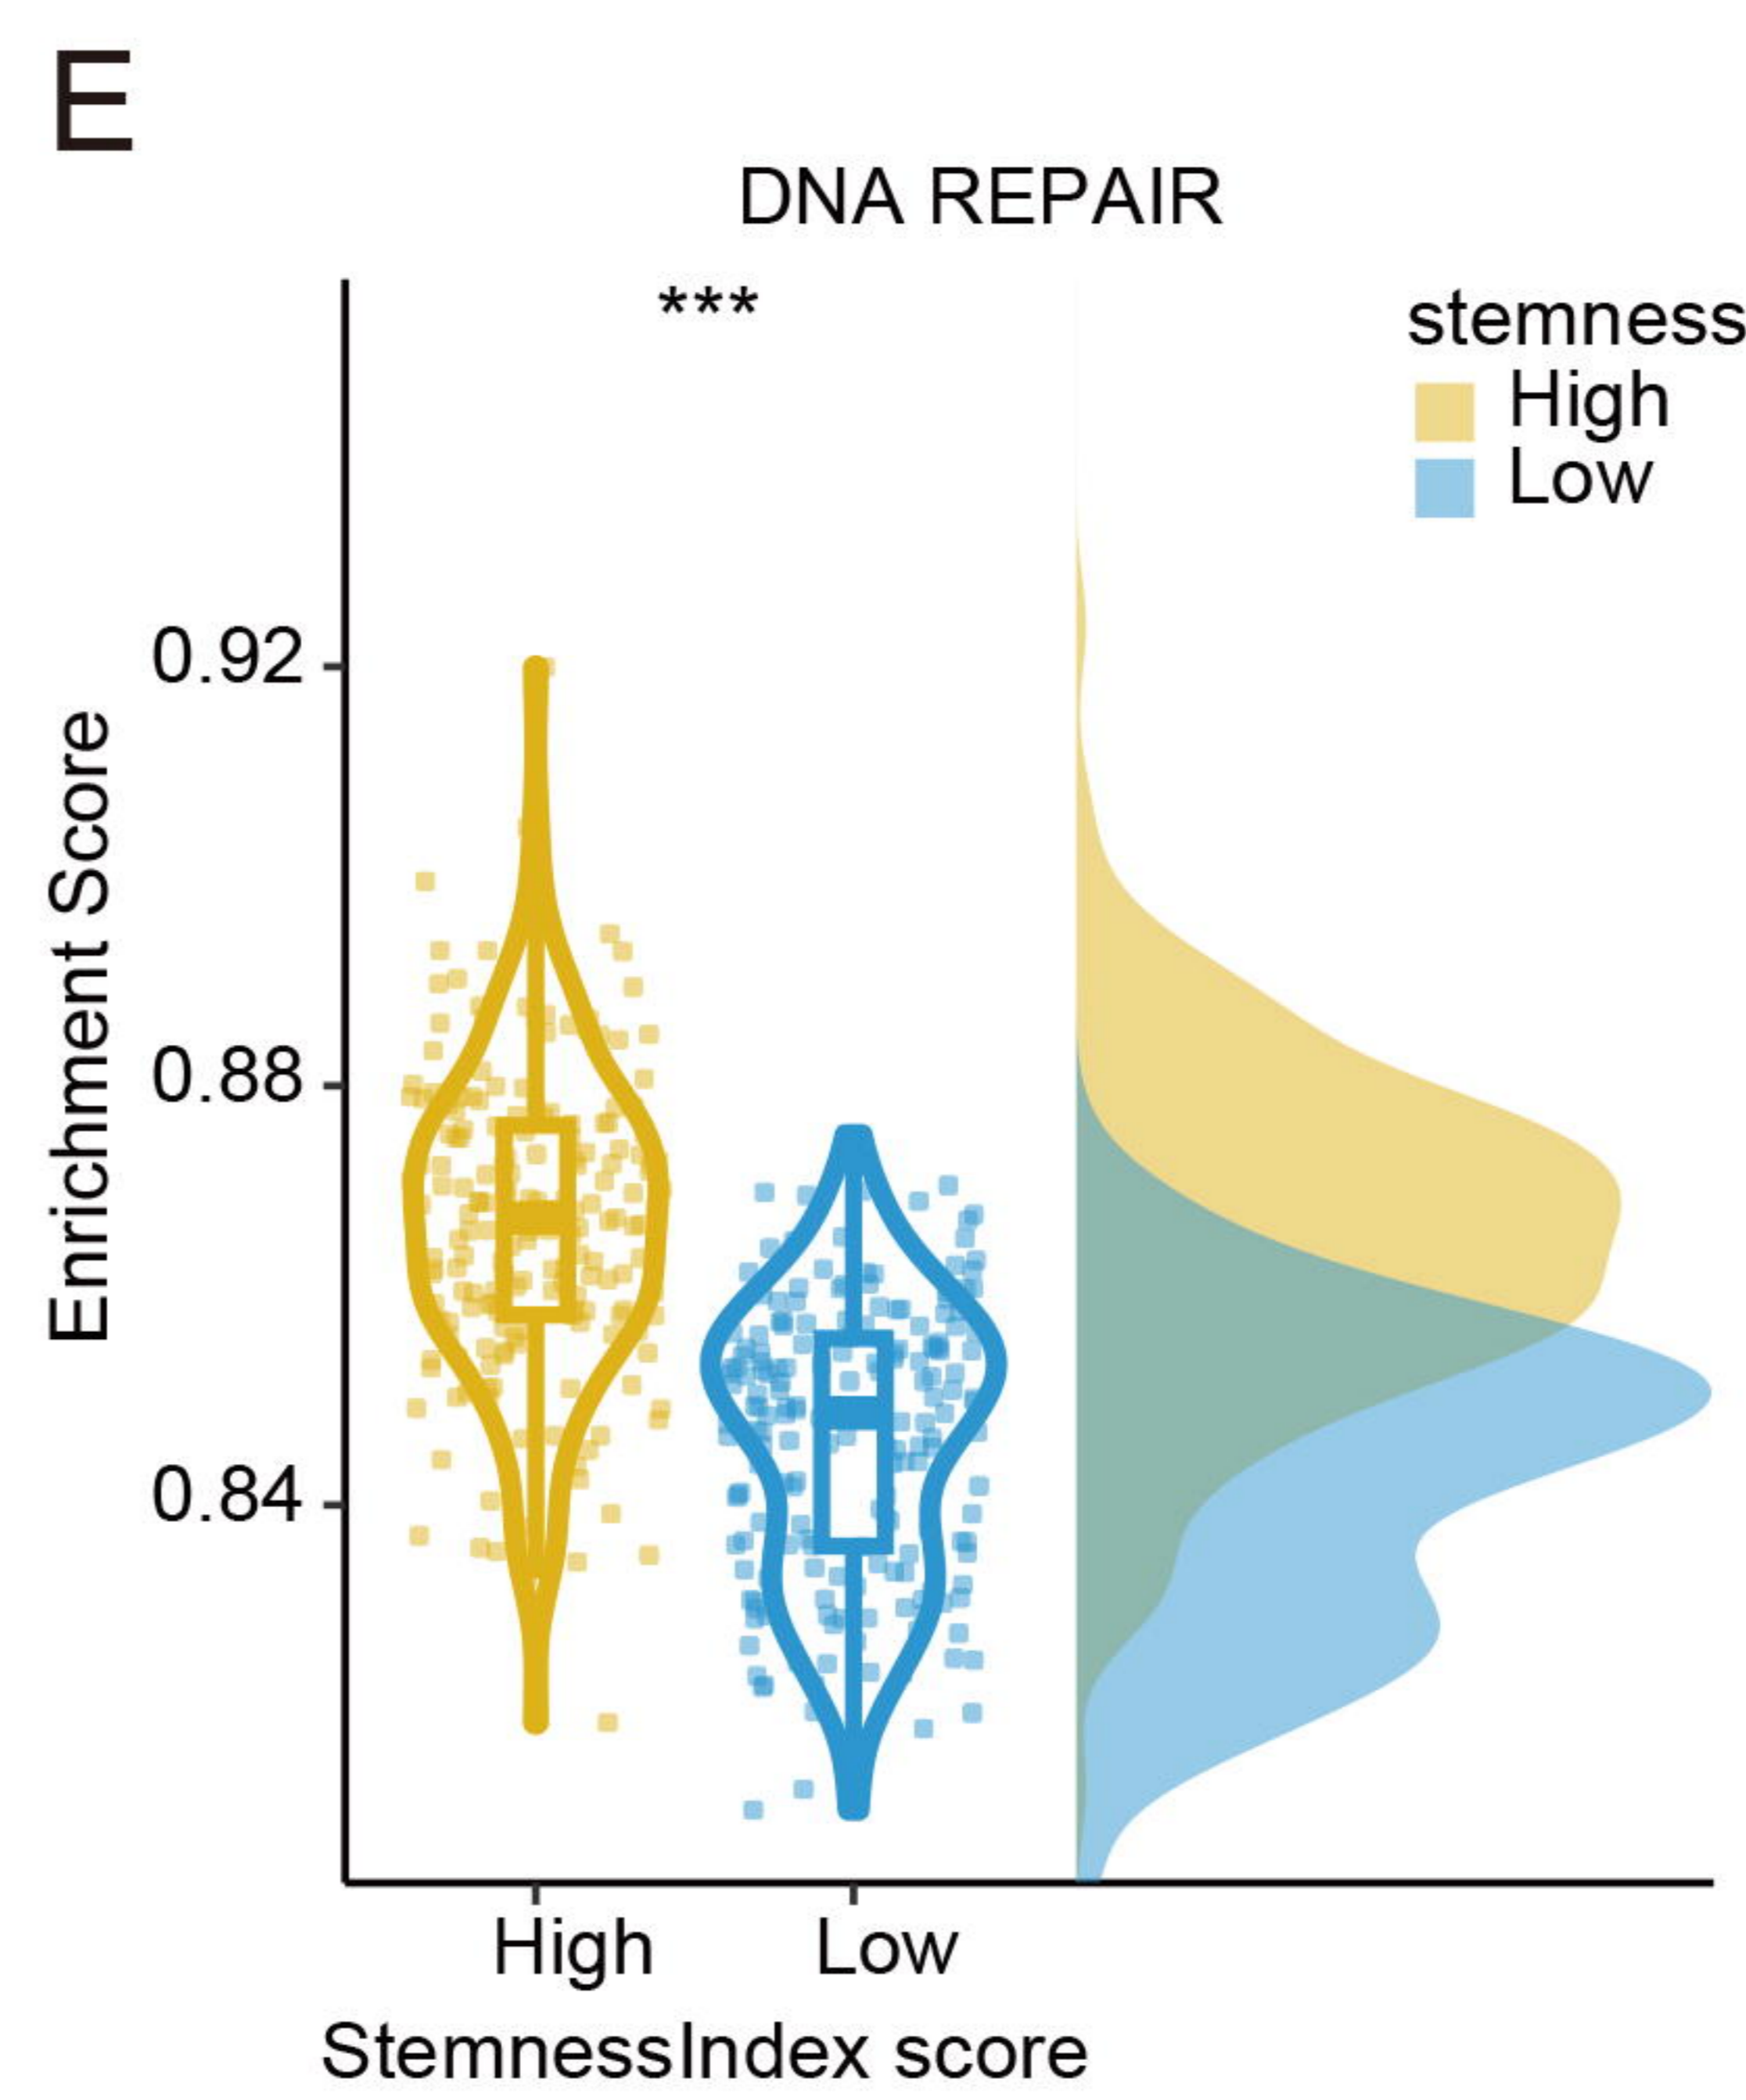 E
DNA REPAIR
***
stemness
High
Low
Enrichment Score
0.92
0.88
0.84
High
Low
StemnessIndex score